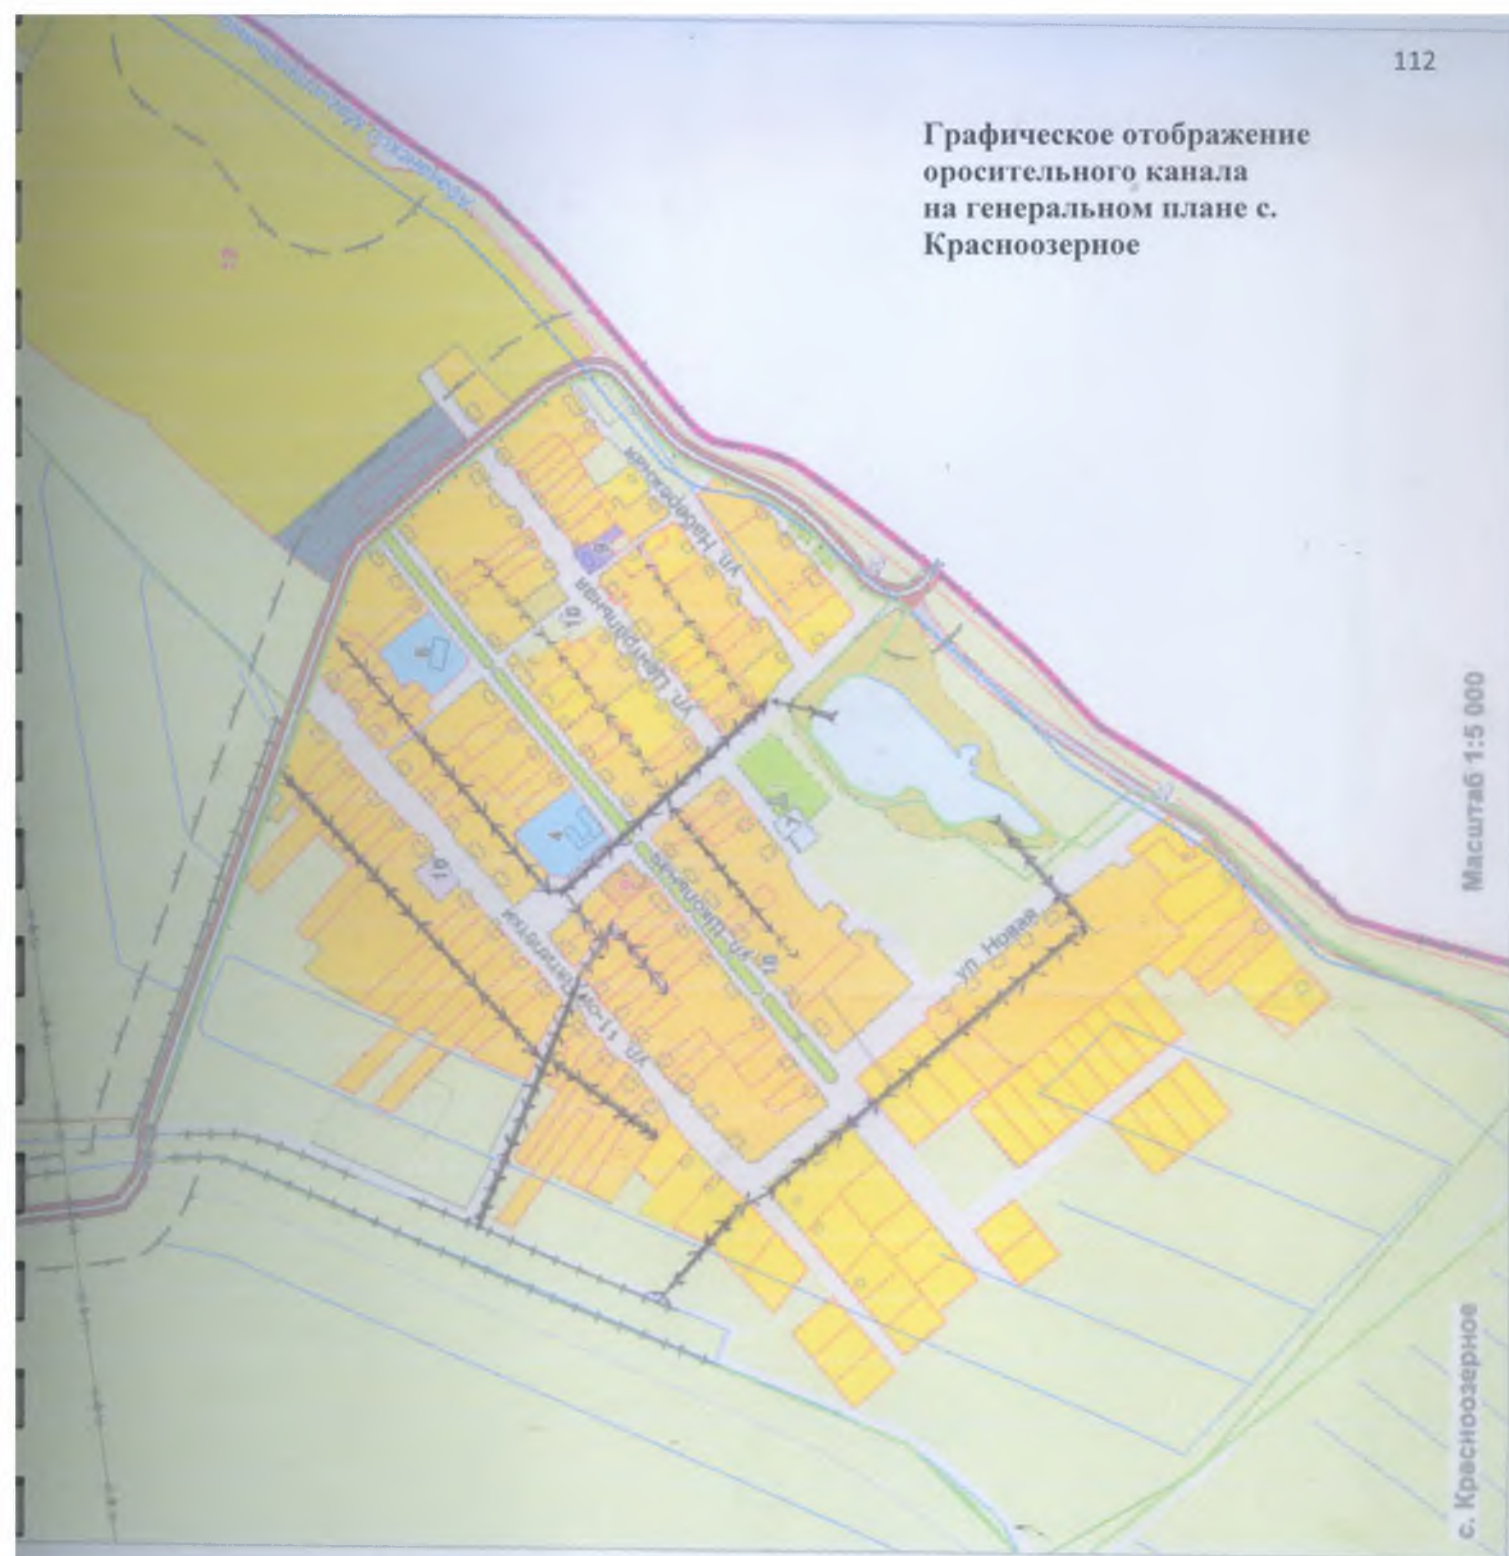 112
Графическое отображение
оросительного канала
на генеральном плане с.
Красноозерное
ул. Набережная
ул. Центральная
ул. Школьная
ул. 11-ой Пятилетки
ул. Новая
Масштаб 1:5 000
с. Красноозерное